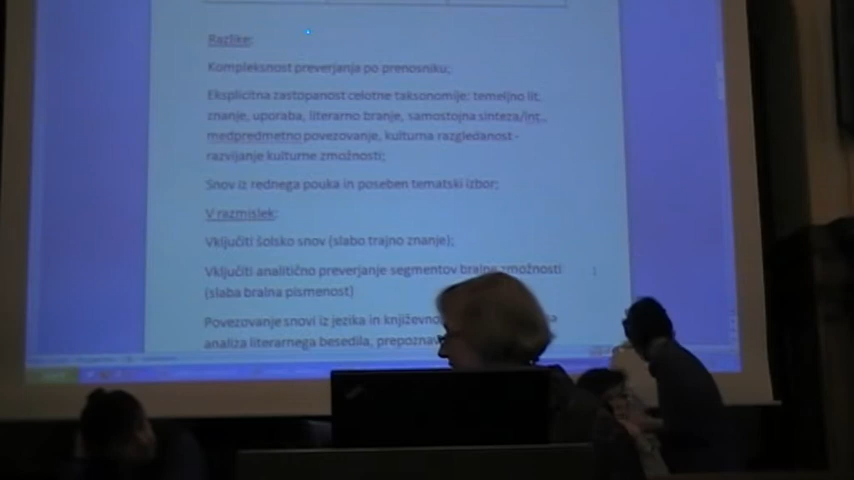 Razlike:
Kompleksnost preverjanja po prenosniku;
Eksplicitna zastopanost celotne taksonomije: temeljno lit.
znanje, uporaba, literarno branje, samostojna sinteza/int.,
medpredmetno povezovanje, kulturna razgledanost -
razvijanje kulturne zmožnosti;
Snov iz rednega pouka in poseben tematski izbor;
V razmislek:
Vključiti šolsko snov (slabo trajno znanje);
Vključiti analitično preverjanje segmentov bralne zmožnosti
(slaba bralna pismenost)
Povezovanje snovi iz jezika in
analiza literarnega besedila,